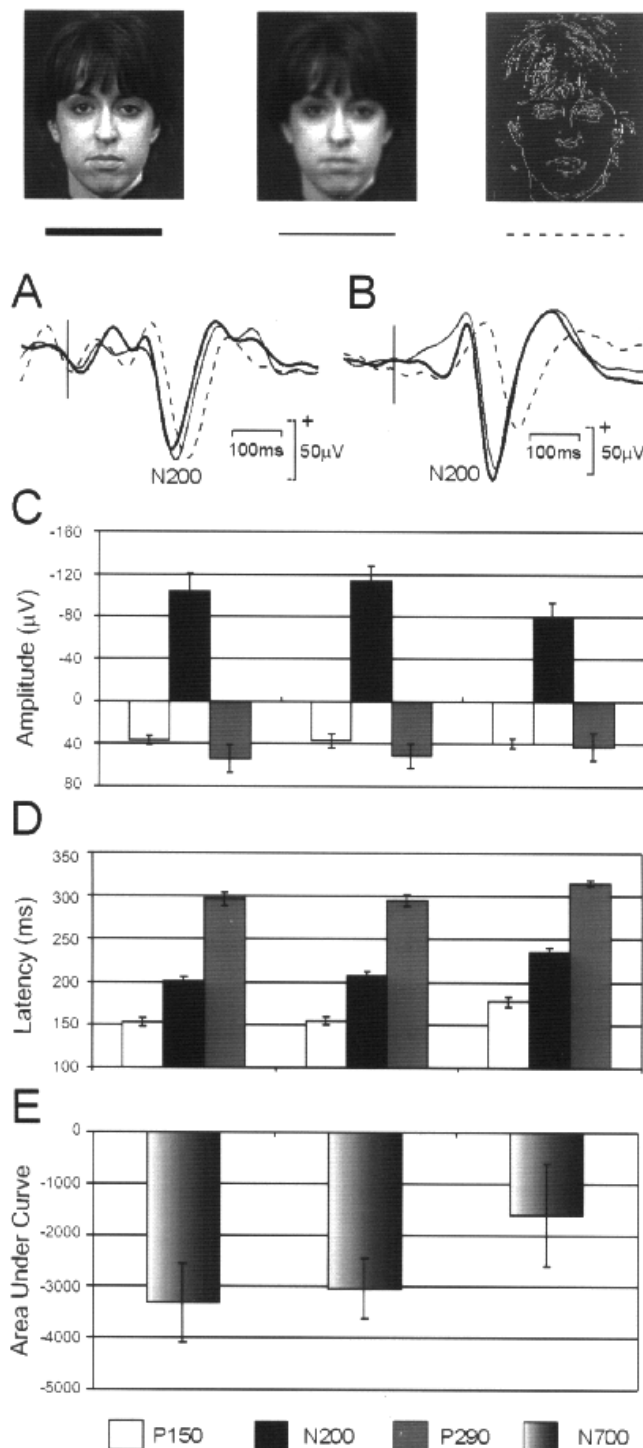 A
B
+
100ms
50µV
N200
+
100ms
50µV
N200
C
Amplitude (µV)
-160
-120
-80
-40
0
40
80
D
Latency (ms)
350
300
250
200
150
100
E
Area Under Curve
0
-1000
-2000
-3000
-4000
-5000
P150 N200 P290 N700